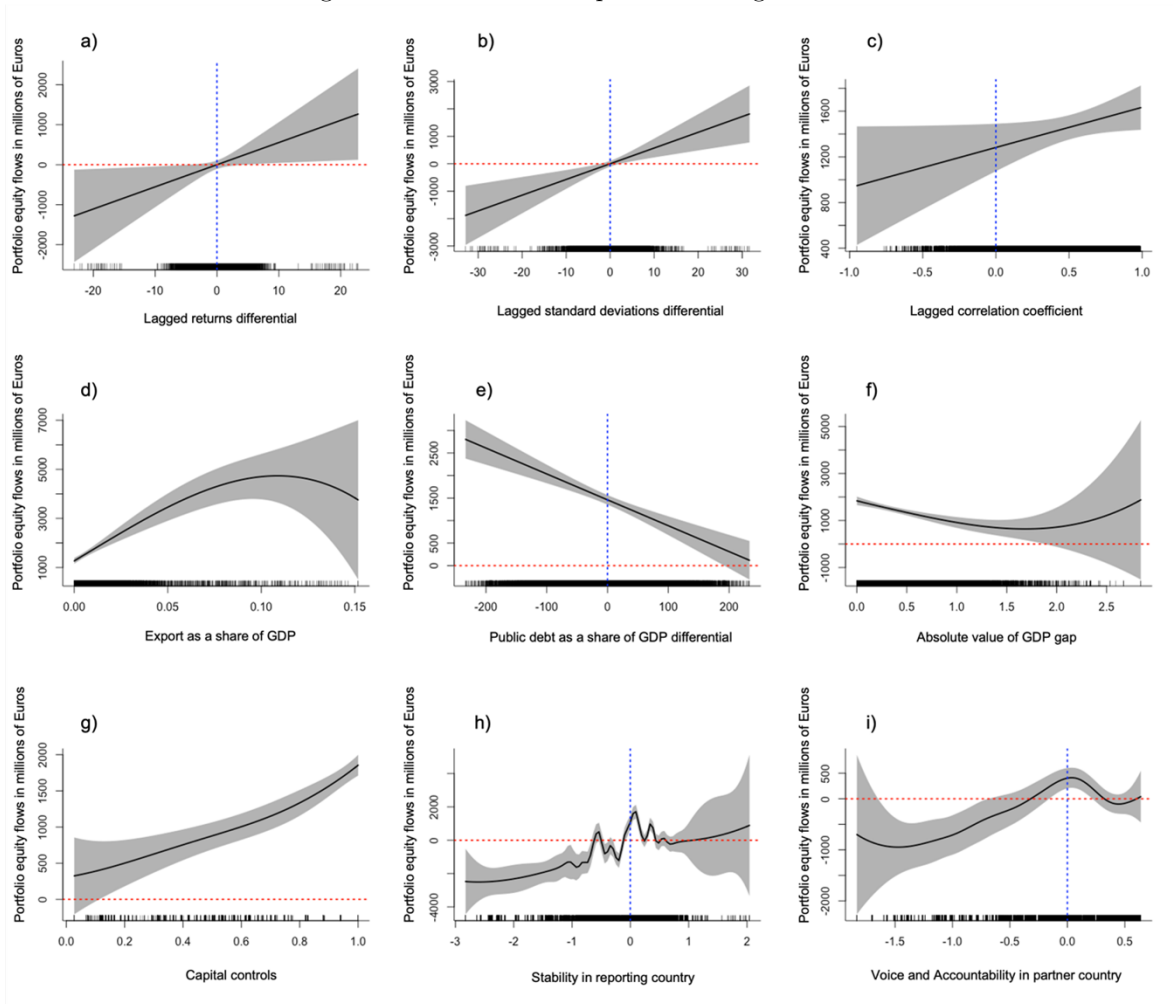 a)
Portfolio equity flows in millions of Euros
2000
1000
0
-1000
-2000
-20 -10 0 10 20
Lagged returns differential
b)
Portfolio equity flows in millions of Euros
3000
1000
0
-1000
-3000
-30 -20 -10 0 10 20 30
Lagged standard deviations differential
c)
Portfolio equity flows in millions of Euros
1600
1200
800
400
-1.0 -0.5 0.0 0.5 1.0
Lagged correlation coefficient
d)
Portfolio equity flows in millions of Euros
7000
5000
3000
1000
0.00 0.05 0.10 0.15
Export as a share of GDP
e)
Portfolio equity flows in millions of Euros
2500
1500
500
0
-200 -100 0 100 200
Public debt as a share of GDP differential
f)
Portfolio equity flows in millions of Euros
5000
3000
1000
-1000
0.0 0.5 1.0 1.5 2.0 2.5
Absolute value of GDP gap
g)
Portfolio equity flows in millions of Euros
2000
1500
1000
500
0
0.0 0.2 0.4 0.6 0.8 1.0
Capital controls
h)
Portfolio equity flows in millions of Euros
2000
0
-4000
-3 -2 -1 0 1 2
Stability in reporting country
i)
Portfolio equity flows in millions of Euros
500
0
-1000
-2000
-1.5 -1.0 -0.5 0.0 0.5
Voice and Accountability in partner country